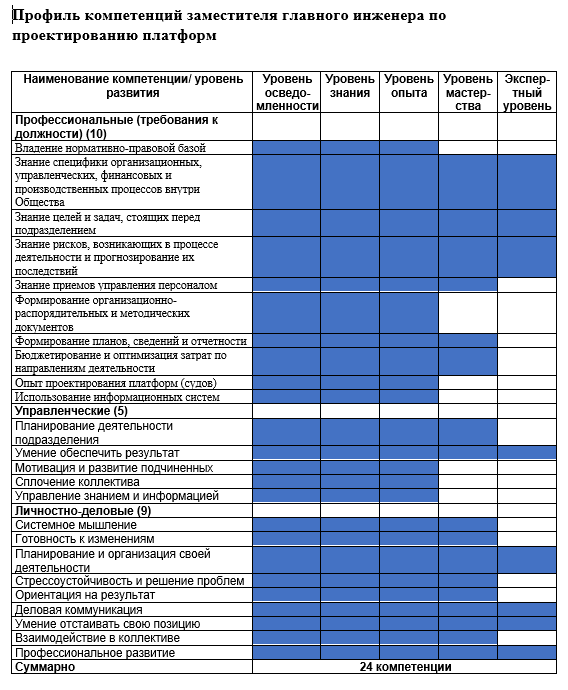 Профиль компетенций заместителя главного инженера по
проектированию платформ
Наименование компетенции/ уровень
развития
Уровень
осведо-
мленности
Уровень
знания
Уровень
опыта
Уровень
мастер-
ства
Экспер-
тный
уровень
Профессиональные (требования к
должности) (10)
Владение нормативно-правовой базой
Знание специфики организационных,
управленческих, финансовых и
производственных процессов внутри
Общества
Знание целей и задач, стоящих перед
подразделением
Знание рисков, возникающих в процессе
деятельности и прогнозирование их
последствий
Знание приемов управления персоналом
Формирование организационно-
распорядительных и методических
документов
Формирование планов, сведений и отчетности
Бюджетирование и оптимизация затрат по
направлениям деятельности
Опыт проектирования платформ (судов)
Использование информационных систем
Управленческие (5)
Планирование деятельности
подразделения
Умение обеспечить результат
Мотивация и развитие подчиненных
Сплочение коллектива
Управление знанием и информацией
Личностно-деловые (9)
Системное мышление
Готовность к изменениям
Планирование и организация своей
деятельности
Стрессоустойчивость и решение проблем
Ориентация на результат
Деловая коммуникация
Умение отстаивать свою позицию
Взаимодействие в коллективе
Профессиональное развитие
Суммарно
24 компетенции